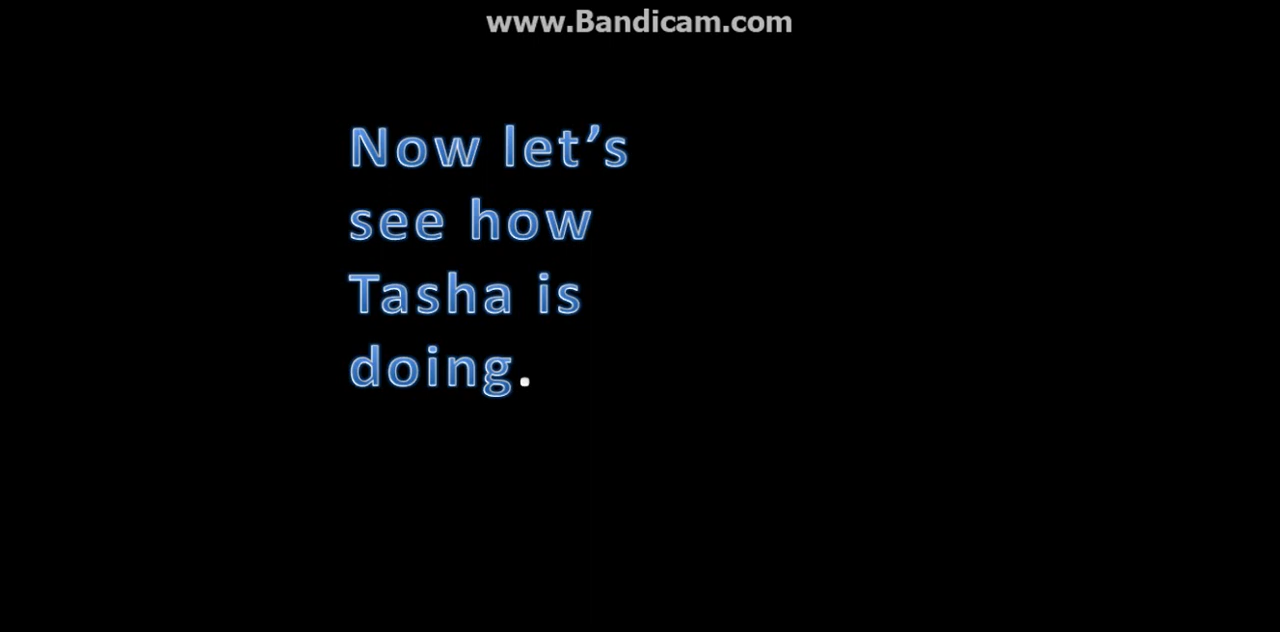 www.Bandicam.com
Now let’s
see how
Tasha is
doing.